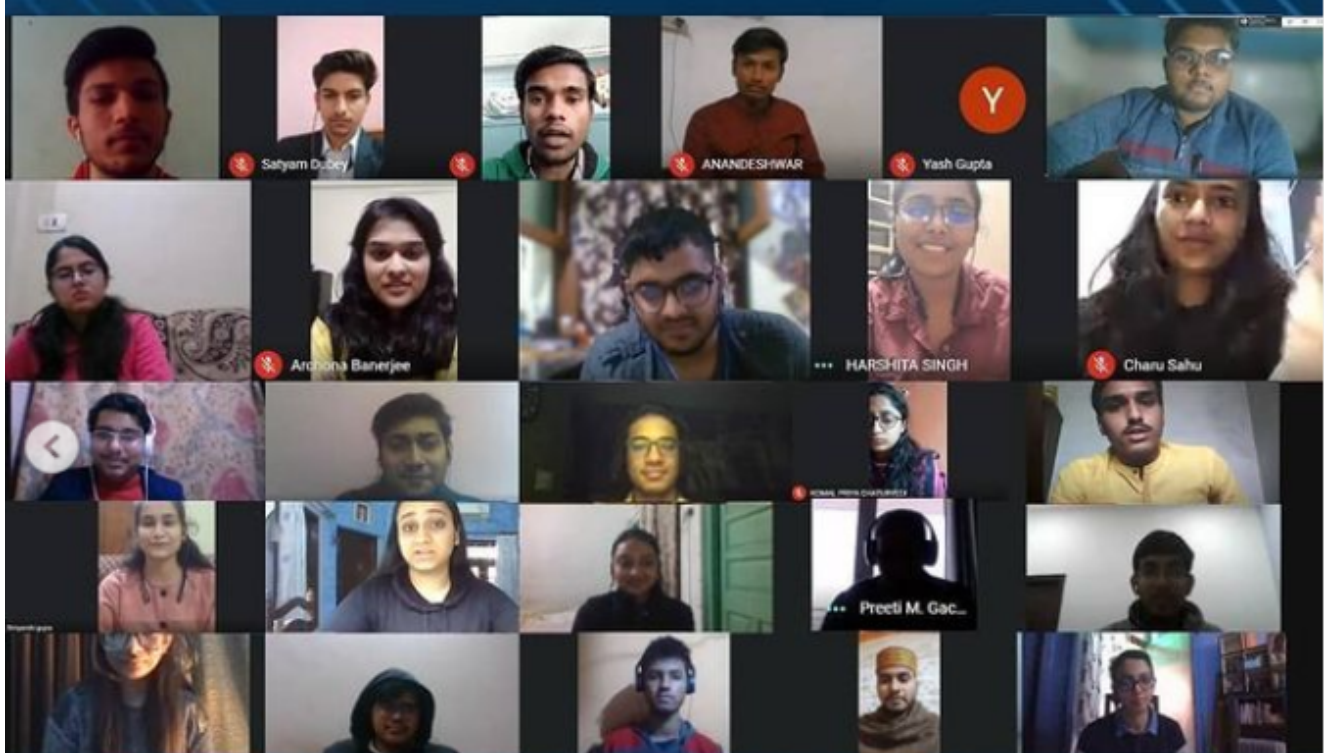 Satyam Dubey
ANANDESHWAR
Y
Yash Gupta
Archona Banerjee
HARSHITA SINGH
Charu Sahu
KOMAL PRIYA CHATURVEDI
Preeti M. Gac...